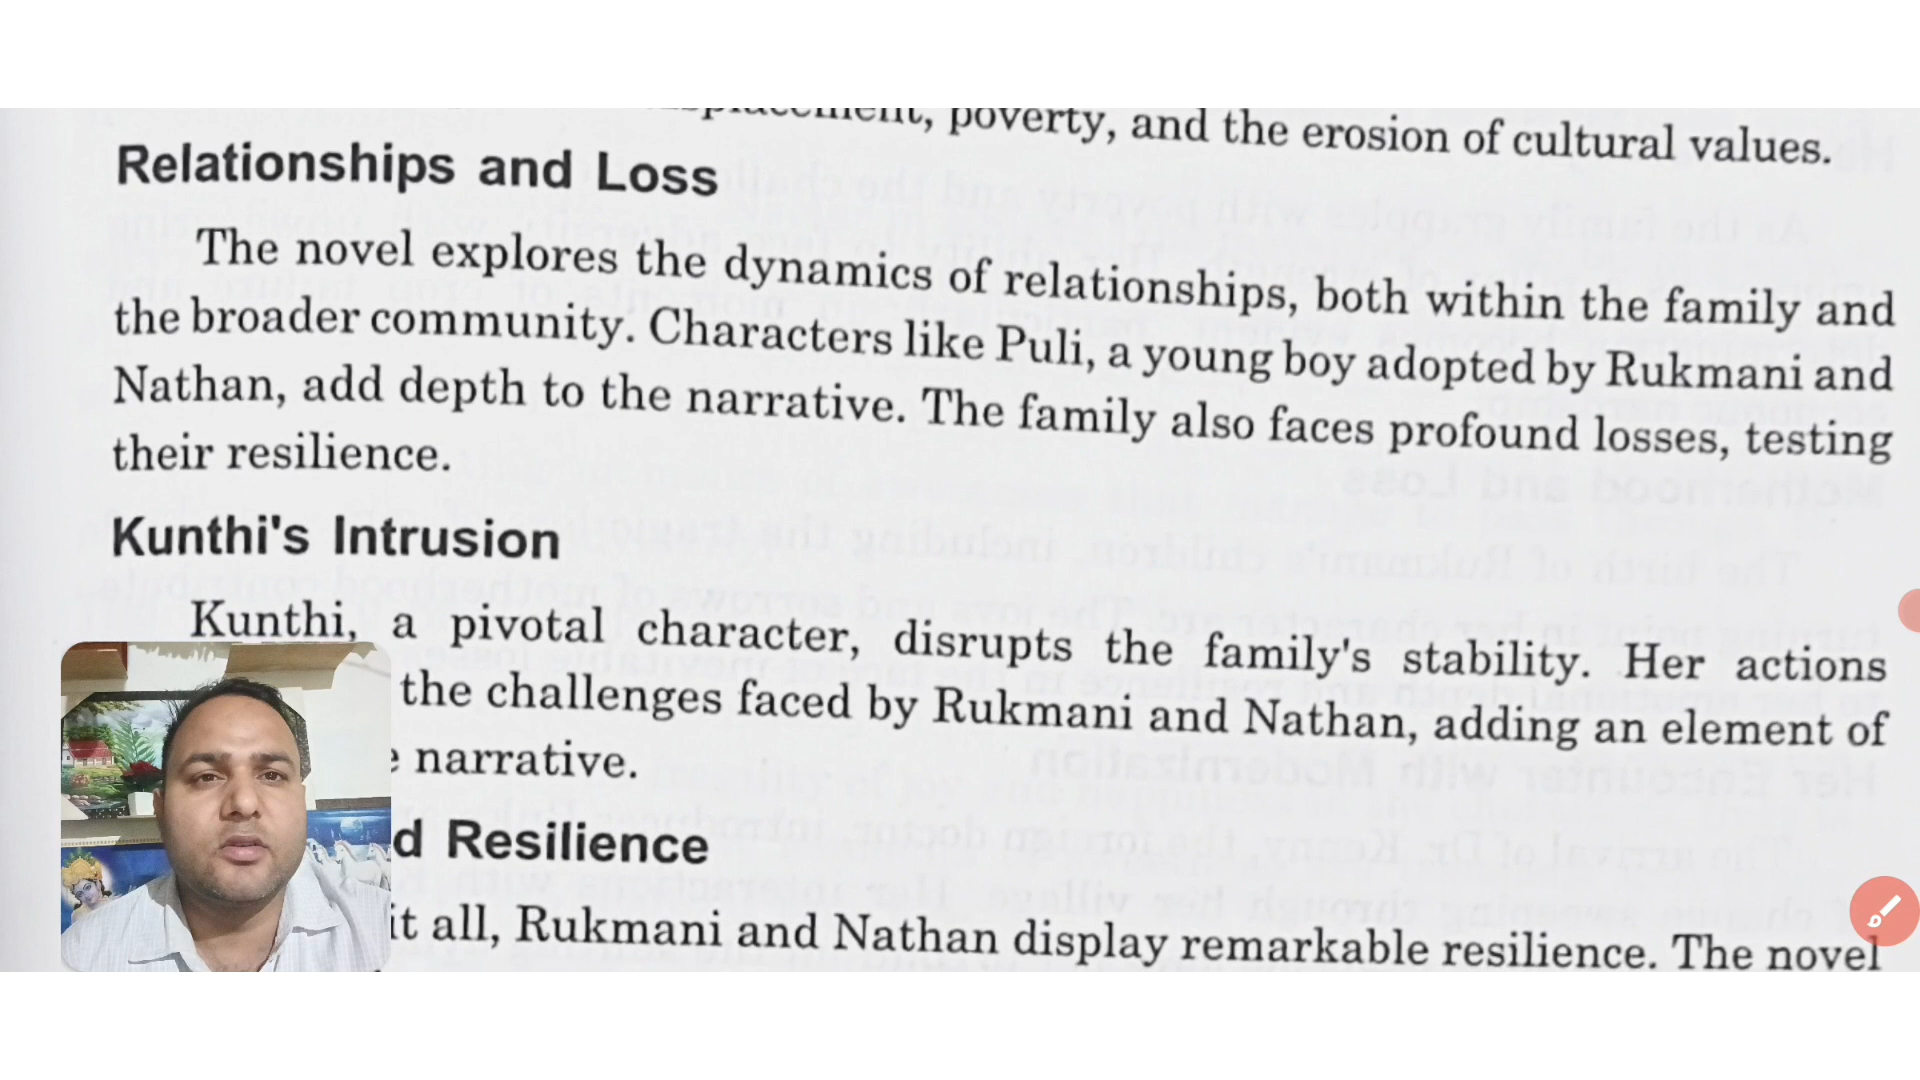 poverty, and the erosion of cultural values.
Relationships and Loss
The novel explores the dynamics of relationships, both within the family and
the broader community. Characters like Puli, a young boy adopted by Rukmani and
Nathan, add depth to the narrative. The family also faces profound losses, testing
their resilience.
Kunthi's Intrusion
Kunthi, a pivotal character, disrupts the family's stability. Her actions
the challenges faced by Rukmani and Nathan, adding an element of
narrative.
Resilience
it all, Rukmani and Nathan display remarkable resilience. The novel